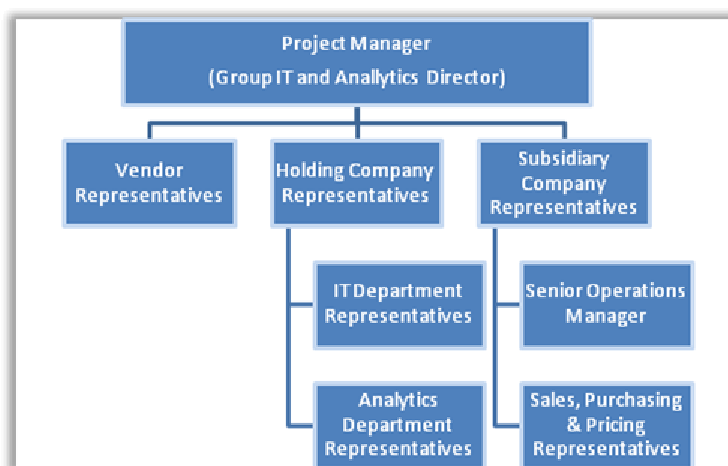 Project Manager
(Group IT and Anallytics Director)
Vendor
Representatives
Holding Company
Representatives
Subsidiary
Company
Representatives
IT Department
Representatives
Senior Operations
Manager
Analytics
Department
Representatives
Sales, Purchasing
& Pricing
Representatives